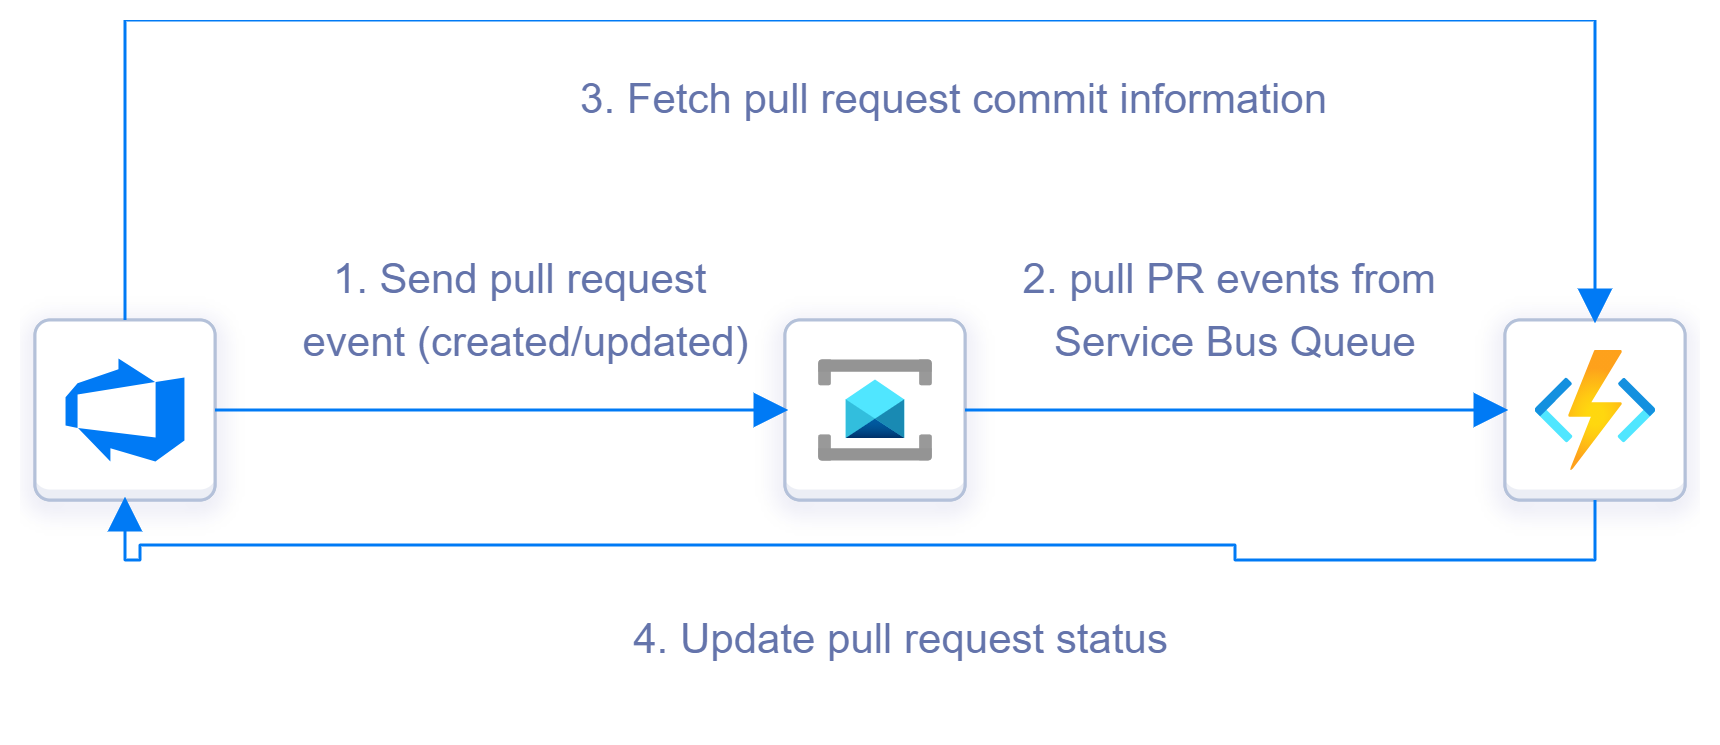 3. Fetch pull request commit information
1. Send pull request
event (created/updated)
2. pull PR events from
Service Bus Queue
4. Update pull request status